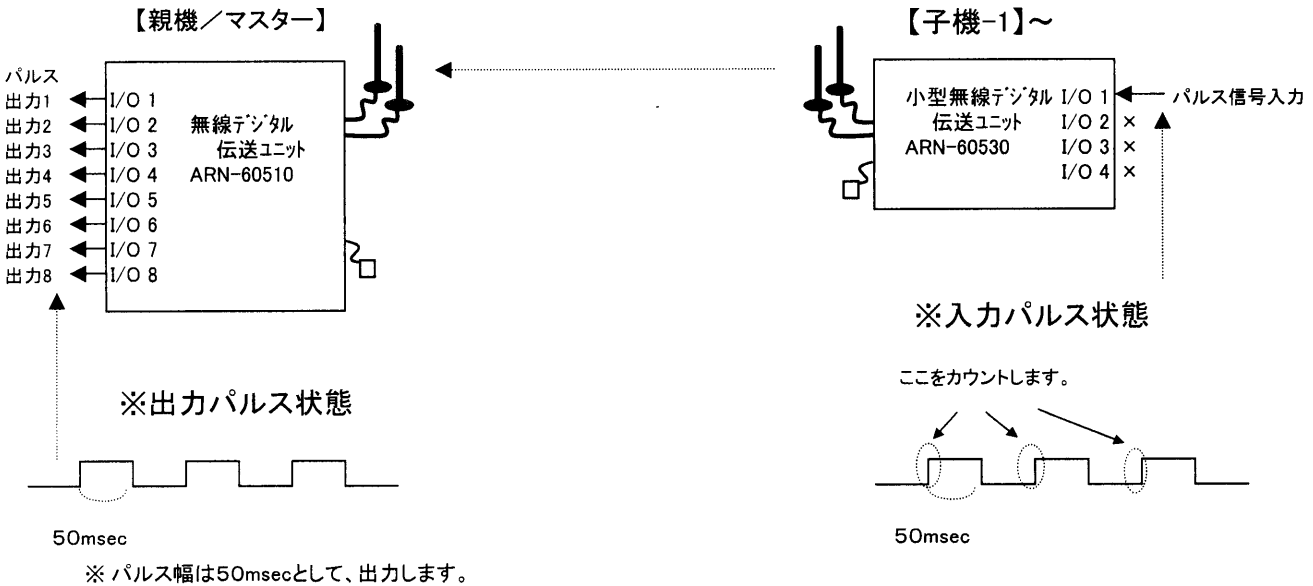 【親機／マスター】
パルス
出力1
出力2
出力3
出力4
出力5
出力6
出力7
出力8
I/O 1
I/O 2
I/O 3
I/O 4
I/O 5
I/O 6
I/O 7
I/O 8
無線ﾃﾞｼﾞﾀﾙ
伝送ﾕﾆｯﾄ
ARN-60510
※出力パルス状態
50msec
※ パルス幅は50msecとして、出力します。
【子機-1】～
小型無線ﾃﾞｼﾞﾀﾙ
伝送ﾕﾆｯﾄ
ARN-60530
I/O 1
I/O 2 ×
I/O 3 ×
I/O 4 ×
パルス信号入力
※入力パルス状態
ここをカウントします。
50msec